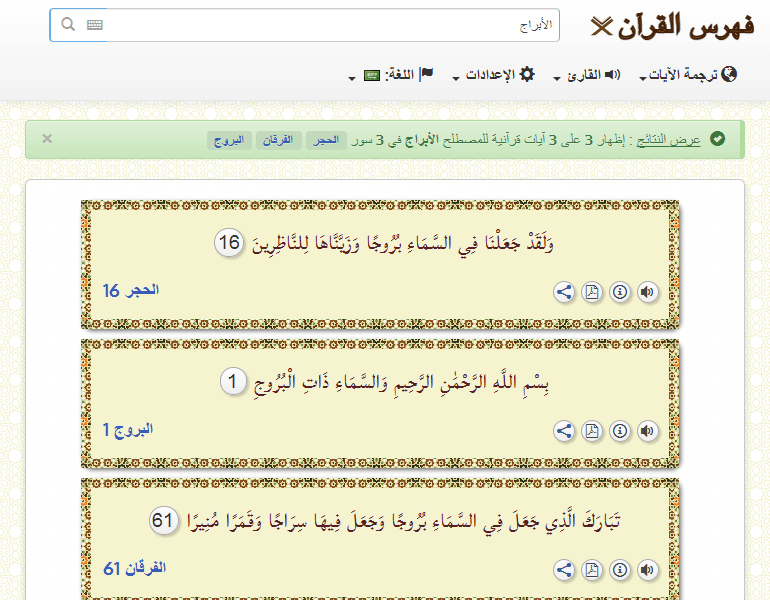 فهرس القرآن
الأبراج
ترجمة الآيات القارئ الإعدادات اللغة:
عرض النتائج : إظهار 3 على 3 آيات قرآنية للمصطلح الأبراج في 3 سور الحجر الفرقان البروج
وَلَقَدْ جَعَلْنَا فِي السَّمَاءِ بُرُوجًا وَزَيَّنَّاهَا لِلنَّاظِرِينَ 16
الحجر 16
بِسْمِ اللَّهِ الرَّحْمَٰنِ الرَّحِيمِ وَالسَّمَاءِ ذَاتِ الْبُرُوجِ 1
البروج 1
تَبَارَكَ الَّذِي جَعَلَ فِي السَّمَاءِ بُرُوجًا وَجَعَلَ فِيهَا سِرَاجًا وَقَمَرًا مُنِيرًا 61
الفرقان 61